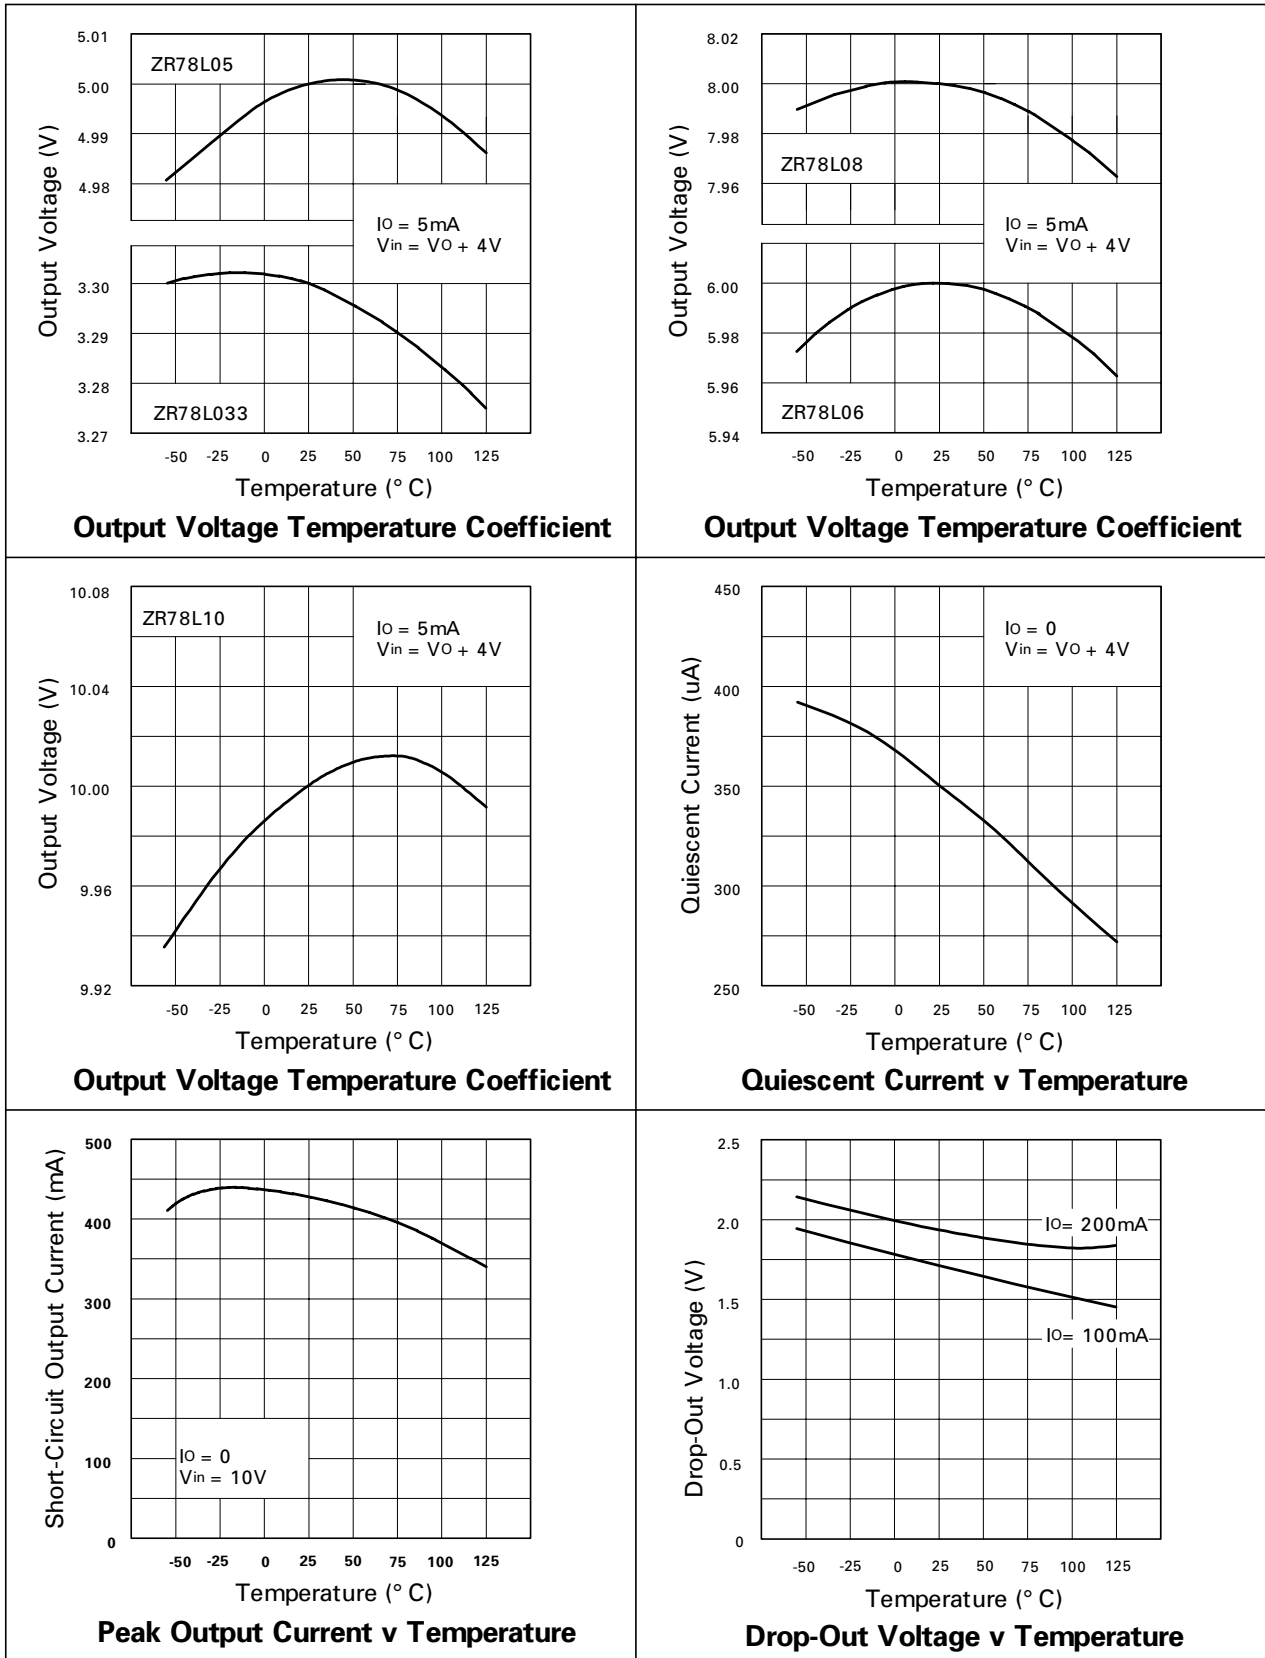 5.01
ZR78L05
5.00
4.99
4.98
IO = 5mA
Vin = VO + 4V
3.30
3.29
3.28
ZR78L033
3.27
-50 -25 0 25 50 75 100 125
Output Voltage (V)
Output Voltage (V)
Temperature (° C)
Output Voltage Temperature Coefficient
8.02
8.00
7.98
ZR78L08
7.96
IO = 5mA
Vin = VO + 4V
6.00
5.98
5.96
ZR78L06
5.94
-50 -25 0 25 50 75 100 125
Output Voltage (V)
Output Voltage (V)
Temperature (° C)
Output Voltage Temperature Coefficient
10.08
ZR78L10
IO = 5mA
Vin = VO + 4V
10.04
10.00
9.96
9.92
-50 -25 0 25 50 75 100 125
Output Voltage (V)
Temperature (° C)
Output Voltage Temperature Coefficient
450
IO = 0
Vin = VO + 4V
400
350
300
250
-50 -25 0 25 50 75 100 125
Quiescent Current (uA)
Temperature (° C)
Quiescent Current v Temperature
500
400
300
200
100
IO = 0
Vin = 10V
0
-50 -25 0 25 50 75 100 125
Short-Circuit Output Current (mA)
Temperature (° C)
Peak Output Current v Temperature
2.5
2.0
IO= 200mA
1.5
IO= 100mA
1.0
0.5
0
-50 -25 0 25 50 75 100 125
Drop-Out Voltage (V)
Temperature (° C)
Drop-Out Voltage v Temperature